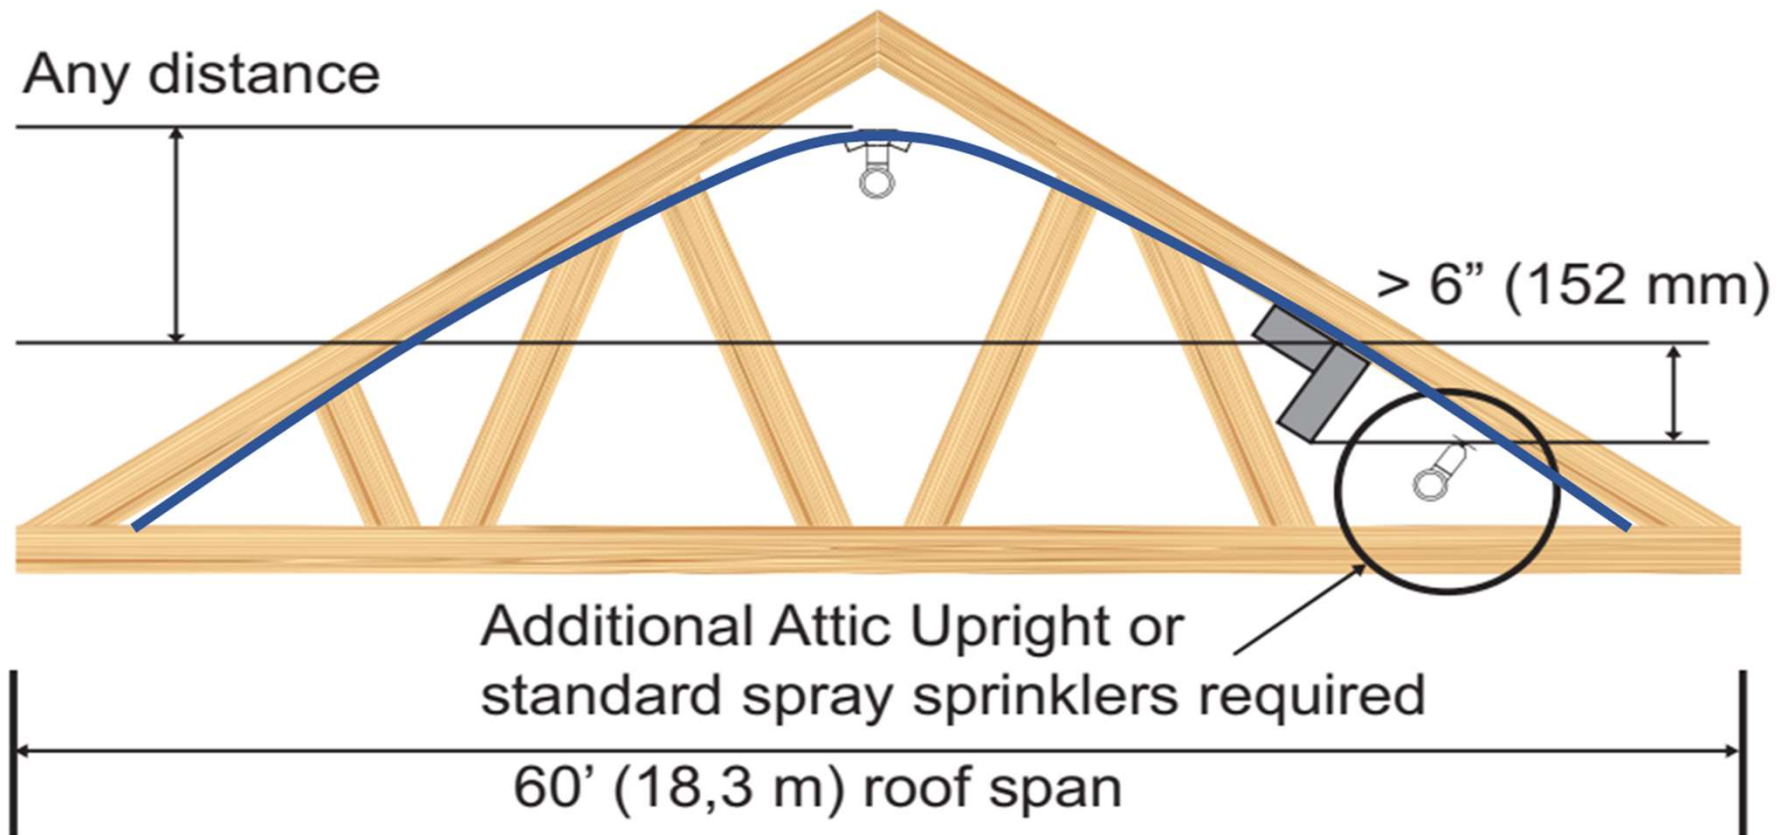 Any distance
> 6” (152 mm)
Additional Attic Upright or
standard spray sprinklers required
60’ (18,3 m) roof span